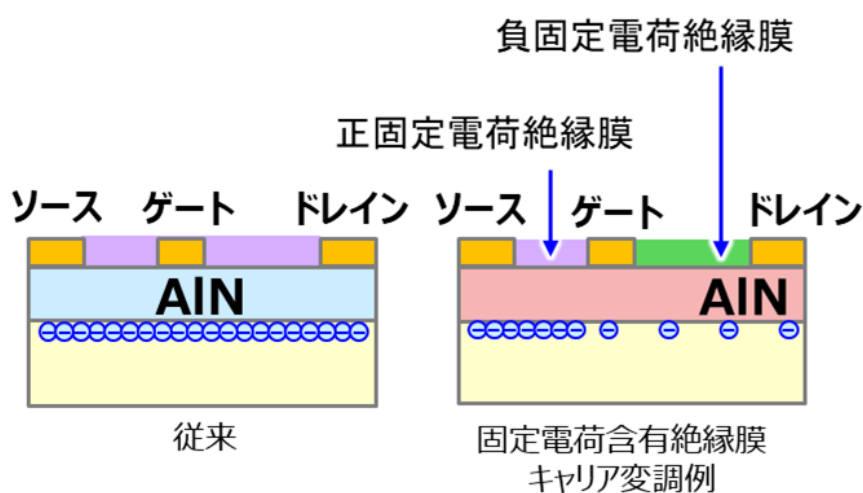 負固定電荷絶縁膜
正固定電荷絶縁膜
ソース ゲート ドレイン
AlN
従来
ソース ゲート ドレイン
AlN
固定電荷含有絶縁膜
キャリア変調例